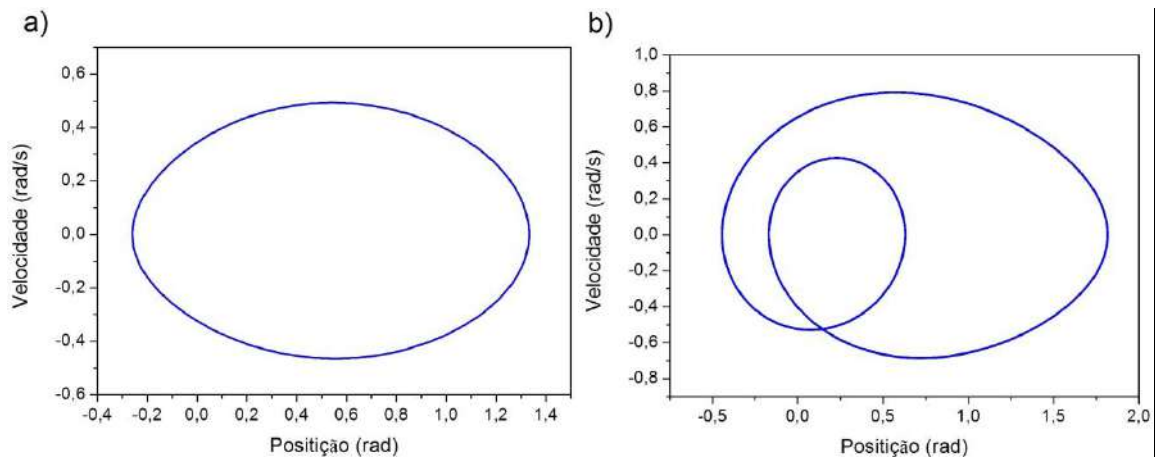 a)
0,6
0,4
0,2
0,0
-0,2
-0,4
-0,6
Velocidade (rad/s)
-0,4 -0,2 0,0 0,2 0,4 0,6 0,8 1,0 1,2 1,4
Positição (rad)
b)
1,0
0,8
0,6
0,4
0,2
0,0
-0,2
-0,4
-0,6
-0,8
Velocidade (rad/s)
-0,5 0,0 0,5 1,0 1,5 2,0
Positição (rad)